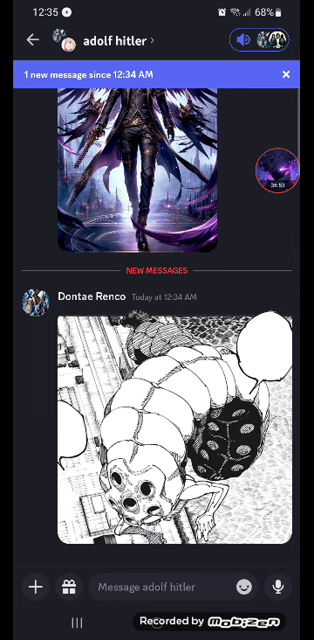 12:35
68%
adolf hitler
1 new message since 12:34 AM
36:53
NEW MESSAGES
Dontae Renco Today at 12:34 AM
Message adolf hitler
Recorded by Mobizen